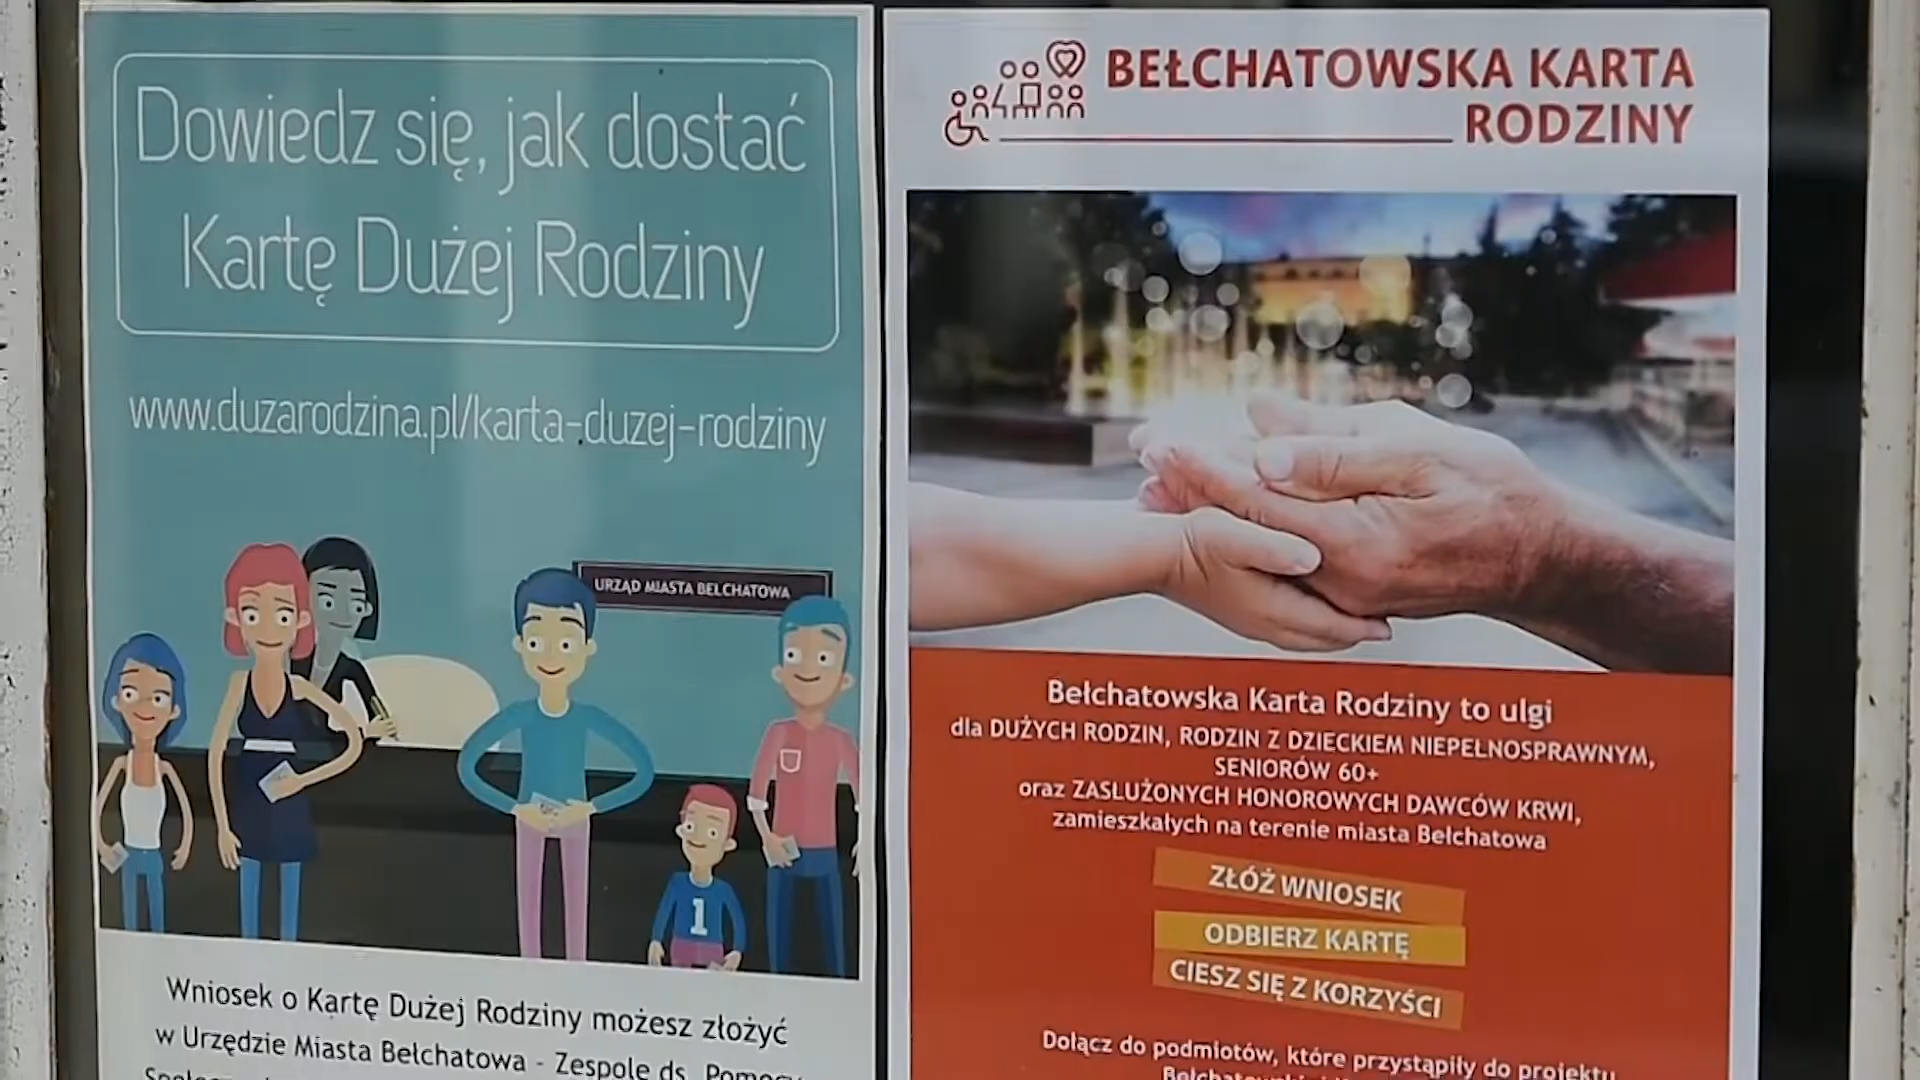 Dowiedz się, jak dostać
Kartę Dużej Rodziny
www.duzarodzina.pl/karta-duzej-rodziny
URZĄD MIASTA BEŁCHATOWA
1
Wniosek o Kartę Dużej Rodziny możesz złożyć
w Urzędzie Miasta Bełchatowa - Zespole ds. Pomocy
BEŁCHATOWSKA KARTA
RODZINY
Bełchatowska Karta Rodziny to ulgi
dla DUŻYCH RODZIN, RODZIN Z DZIECKIEM NIEPEŁNOSPRAWNYM,
SENIORÓW 60+
oraz ZASŁUŻONYCH HONOROWYCH DAWCÓW KRWI,
zamieszkałych na terenie miasta Bełchatowa
ZŁÓŻ WNIOSEK
ODBIERZ KARTĘ
CIESZ SIĘ Z KORZYŚCI
Dołącz do podmiotów, które przystąpiły do projektu